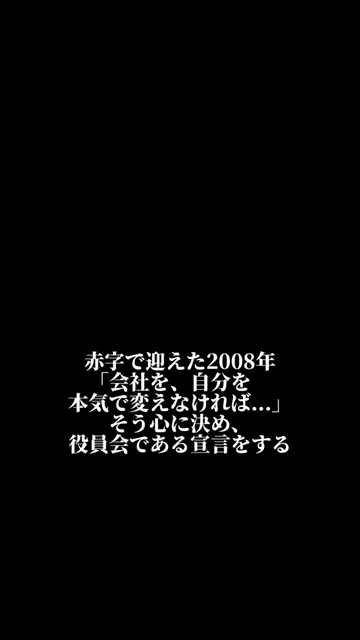 赤字で迎えた2008年
「会社を、自分を
本気で変えなければ…」
そう心に決め、
役員会である宣言をする